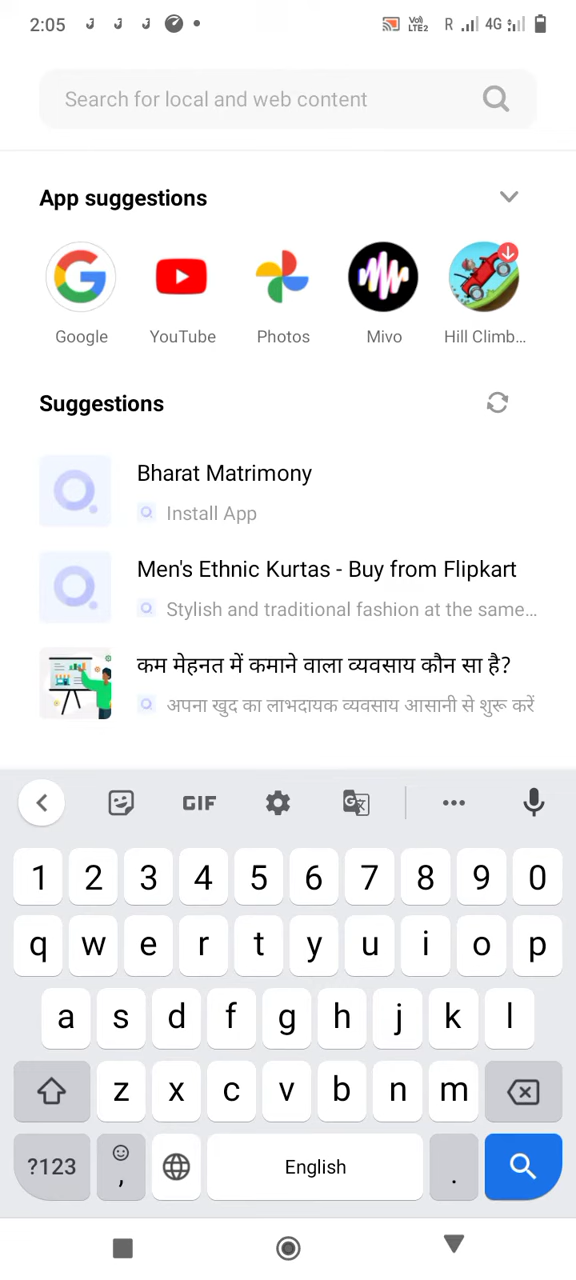 2:05 Vol) LTE2 R 4G
Search for local and web content
App suggestions
Google YouTube Photos Mivo Hill Climb...
Suggestions
Bharat Matrimony
Install App
Men's Ethnic Kurtas - Buy from Flipkart
Stylish and traditional fashion at the same...
कम मेहनत में कमाने वाला व्यवसाय कौन सा है?
अपना खुद का लाभदायक व्यवसाय आसानी से शुरू करें
GIF
1 2 3 4 5 6 7 8 9 0
q w e r t y u i o p
a s d f g h j k l
z x c v b n m
?123 , English .